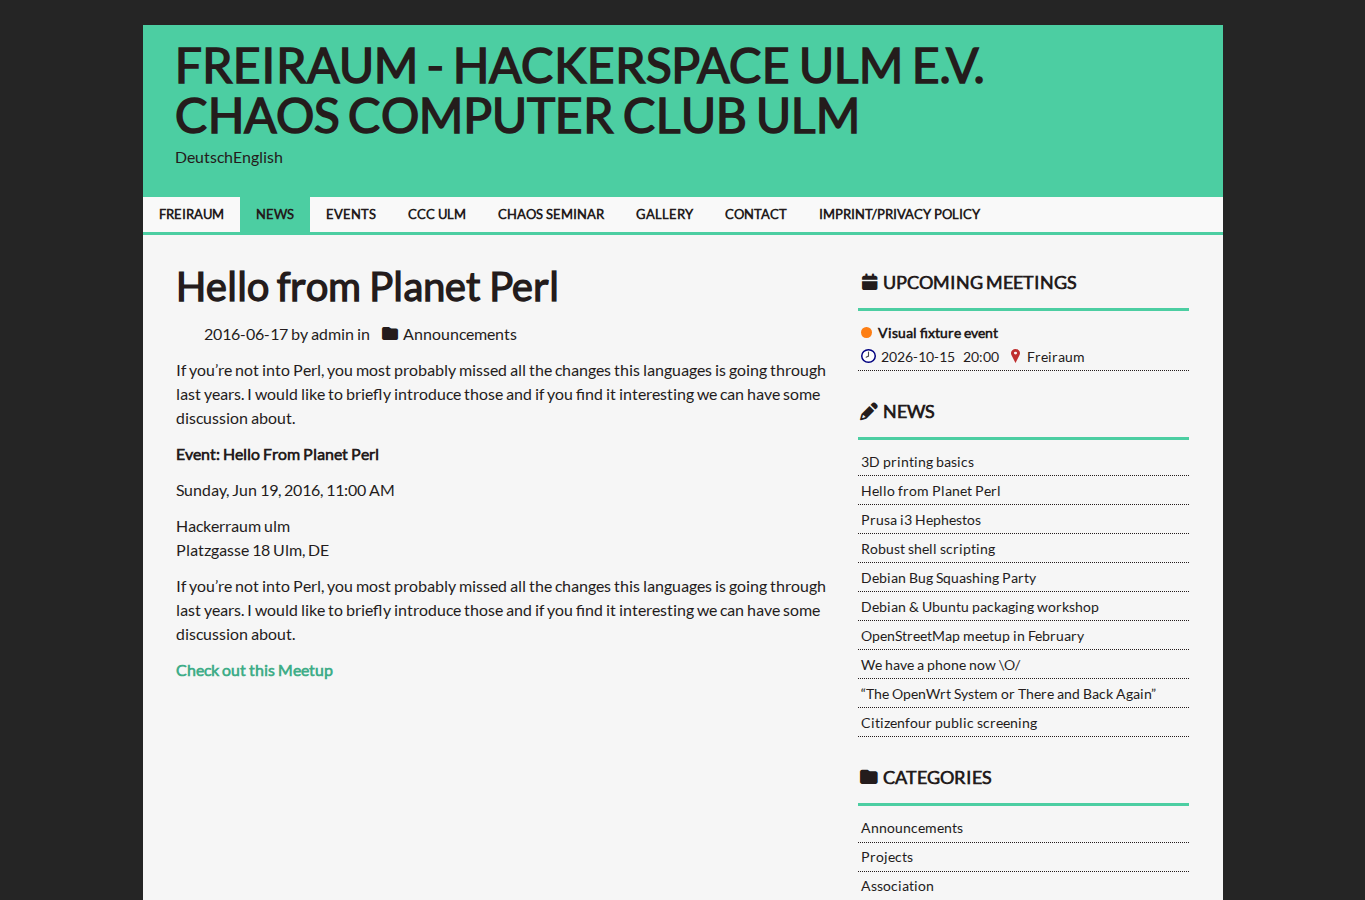 FREIRAUM - HACKERSPACE ULM E.V.
CHAOS COMPUTER CLUB ULM
DeutschEnglish
FREIRAUM NEWS EVENTS CCC ULM CHAOS SEMINAR GALLERY CONTACT IMPRINT/PRIVACY POLICY
Hello from Planet Perl
2016-06-17 by admin in Announcements
If you’re not into Perl, you most probably missed all the changes this languages is going through
last years. I would like to briefly introduce those and if you find it interesting we can have some
discussion about.
Event: Hello From Planet Perl
Sunday, Jun 19, 2016, 11:00 AM
Hackerraum ulm
Platzgasse 18 Ulm, DE
If you’re not into Perl, you most probably missed all the changes this languages is going through
last years. I would like to briefly introduce those and if you find it interesting we can have some
discussion about.
Check out this Meetup
UPCOMING MEETINGS
Visual fixture event
2026-10-15 20:00 Freiraum
NEWS
3D printing basics
Hello from Planet Perl
Prusa i3 Hephestos
Robust shell scripting
Debian Bug Squashing Party
Debian & Ubuntu packaging workshop
OpenStreetMap meetup in February
We have a phone now \O/
“The OpenWrt System or There and Back Again”
Citizenfour public screening
CATEGORIES
Announcements
Projects
Association